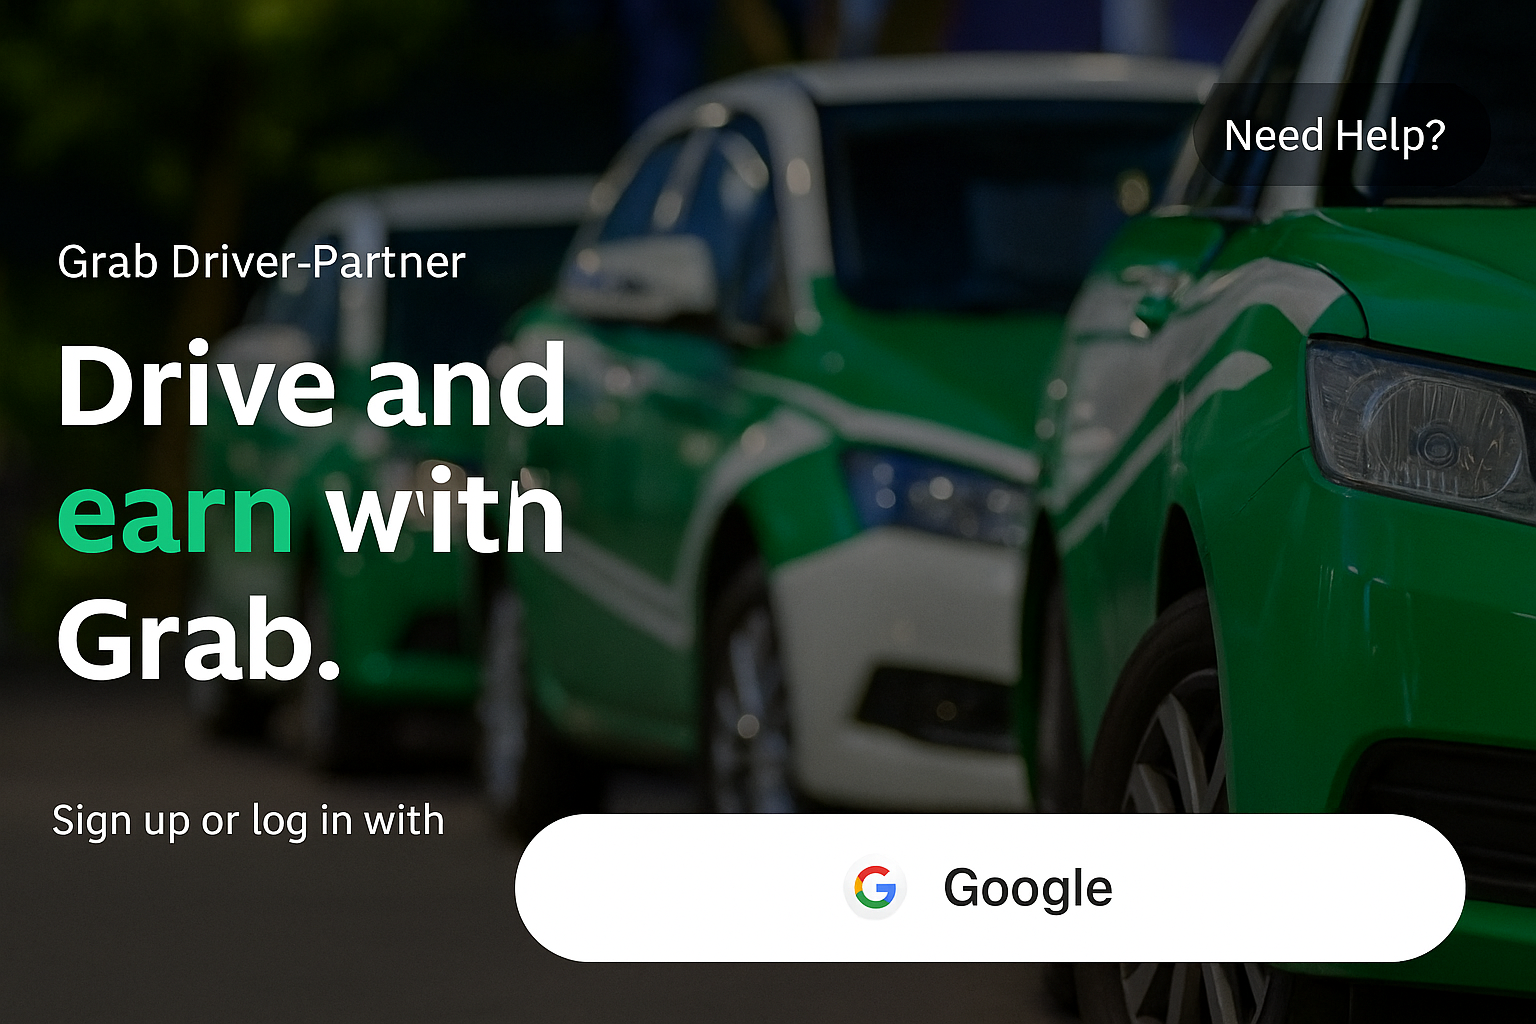 Need Help?
Grab Driver-Partner
Drive and
earn with
Grab.
Sign up or log in with
Google